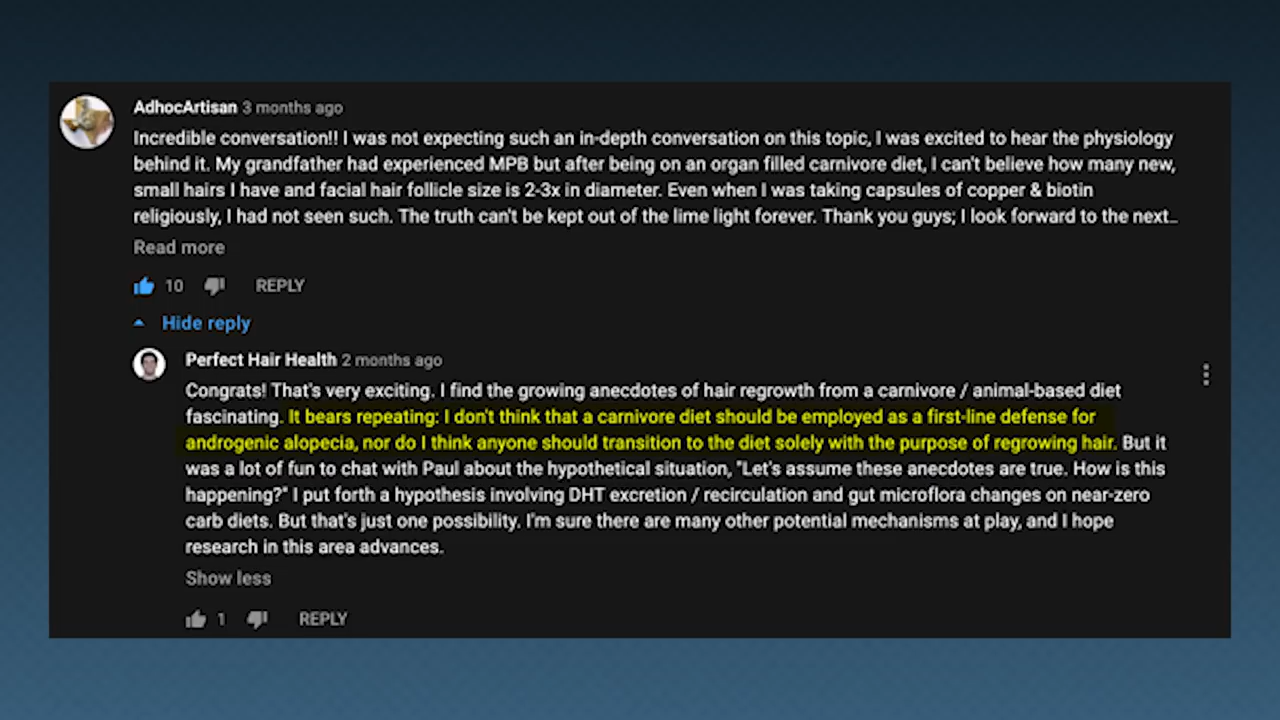 AdhocArtisan 3 months ago
Incredible conversation!! I was not expecting such an in-depth conversation on this topic, I was excited to hear the physiology
behind it. My grandfather had experienced MPB but after being on an organ filled carnivore diet, I can't believe how many new,
small hairs I have and facial hair follicle size is 2-3x in diameter. Even when I was taking capsules of copper & biotin
religiously, I had not seen such. The truth can't be kept out of the lime light forever. Thank you guys; I look forward to the next…
Read more
10 REPLY
Hide reply
Perfect Hair Health 2 months ago
Congrats! That's very exciting. I find the growing anecdotes of hair regrowth from a carnivore / animal-based diet
fascinating. It bears repeating: I don't think that a carnivore diet should be employed as a first-line defense for
androgenic alopecia, nor do I think anyone should transition to the diet solely with the purpose of regrowing hair. But it
was a lot of fun to chat with Paul about the hypothetical situation, "Let's assume these anecdotes are true. How is this
happening?" I put forth a hypothesis involving DHT excretion / recirculation and gut microflora changes on near-zero
carb diets. But that's just one possibility. I'm sure there are many other potential mechanisms at play, and I hope
research in this area advances.
Show less
1 REPLY